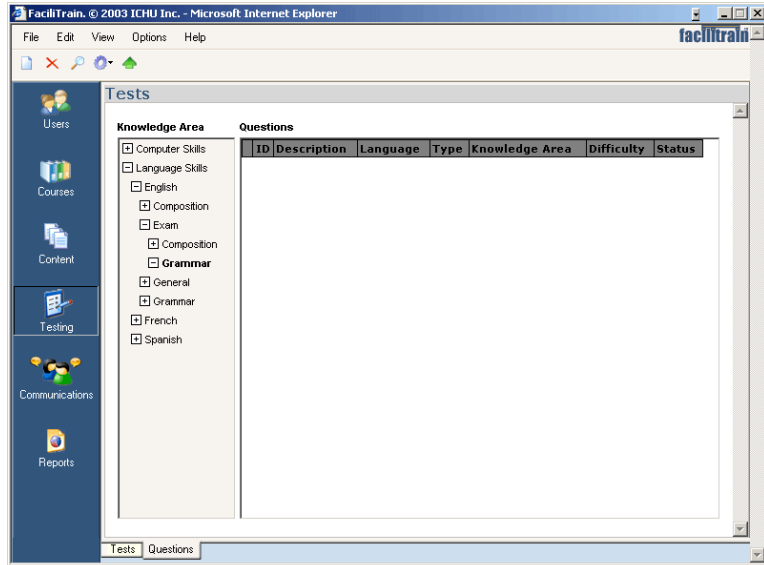 FaciliTrain. © 2003 ICHU Inc. - Microsoft Internet Explorer
File Edit View Options Help
facilitrain
Tests
Users
Courses
Content
Testing
Communications
Reports
Knowledge Area
Computer Skills
Language Skills
English
Composition
Exam
Composition
Grammar
General
Grammar
French
Spanish
Questions
ID Description Language Type Knowledge Area Difficulty Status
Tests Questions